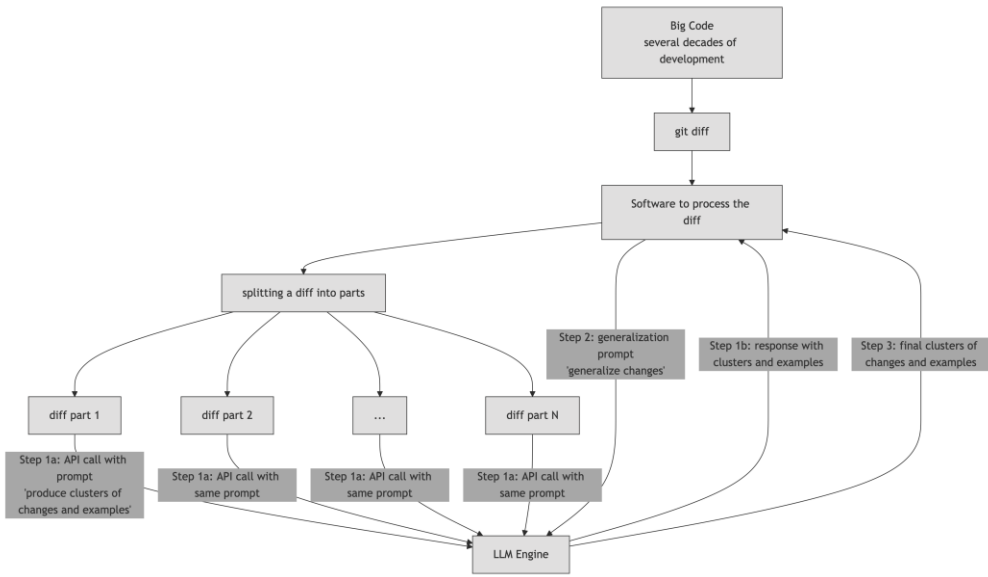 Big Code
several decades of
development
git diff
Software to process the
diff
splitting a diff into parts
Step 2: generalization
prompt
'generalize changes'
Step 1b: response with
clusters and examples
Step 3: final clusters of
changes and examples
diff part 1
diff part 2
...
diff part N
Step 1a: API call with
prompt
'produce clusters of
changes and examples'
Step 1a: API call with
same prompt
Step 1a: API call with
same prompt
Step 1a: API call with
same prompt
LLM Engine